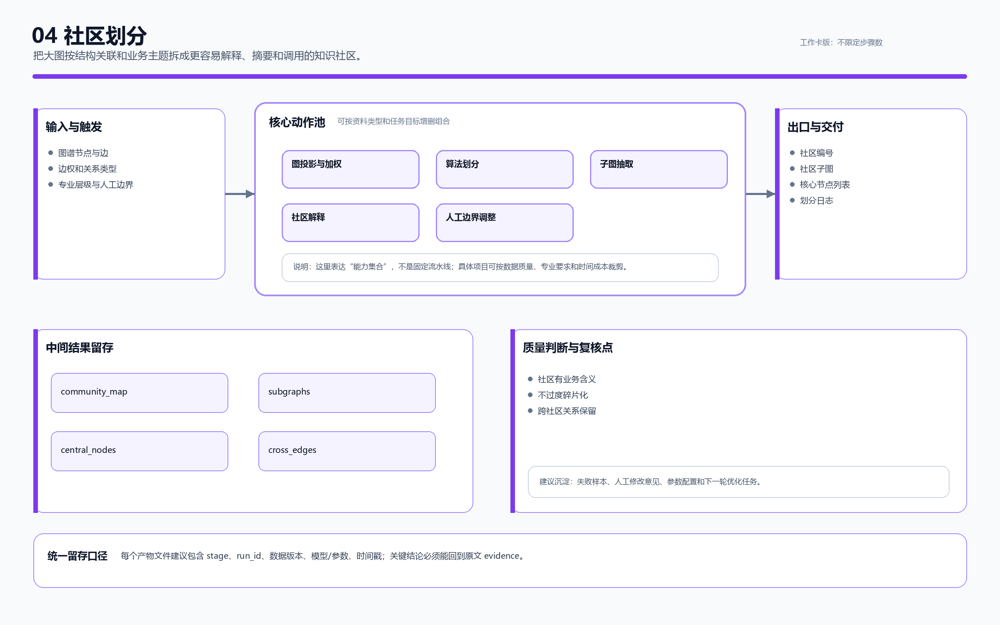 04 社区划分
工作卡版：不限定步骤数
把大图按结构关联和业务主题拆成更容易解释、摘要和调用的知识社区。
输入与触发
图谱节点与边
边权和关系类型
专业层级与人工边界
核心动作池 可按资料类型和任务目标增删组合
图投影与加权
算法划分
子图抽取
社区解释
人工边界调整
说明：这里表达“能力集合”，不是固定流水线；具体项目可按数据质量、专业要求和时间成本裁剪。
出口与交付
社区编号
社区子图
核心节点列表
划分日志
中间结果留存
community_map
subgraphs
central_nodes
cross_edges
质量判断与复核点
社区有业务含义
不过度碎片化
跨社区关系保留
建议沉淀：失败样本、人工修改意见、参数配置和下一轮优化任务。
统一留存口径 每个产物文件建议包含 stage、run_id、数据版本、模型/参数、时间戳；关键结论必须能回到原文 evidence。